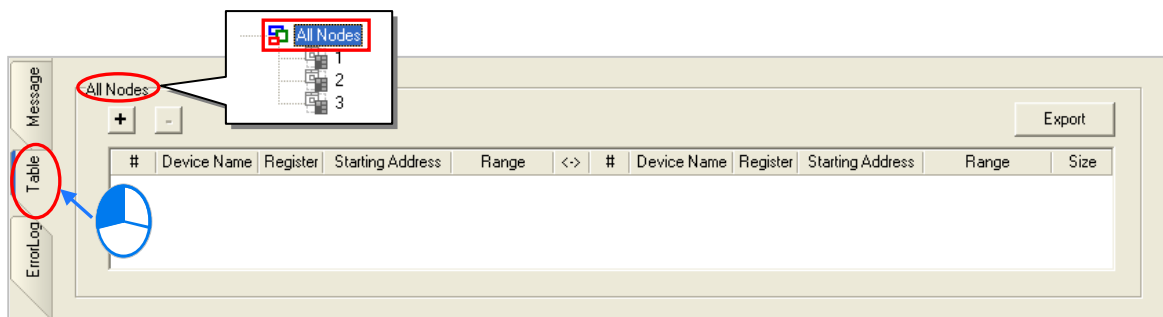 All Nodes
1
2
3
Message
Table
ErrorLog
All Nodes
+ -
Export
# Device Name Register Starting Address Range <-> # Device Name Register Starting Address Range Size